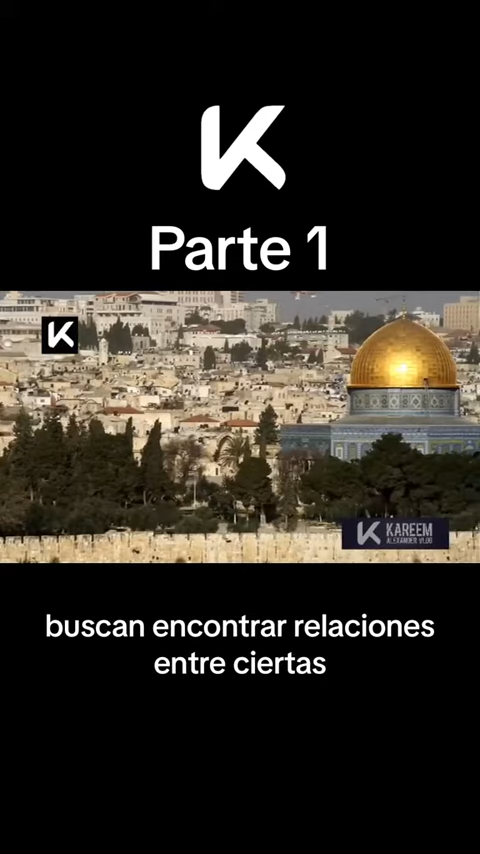 K
Parte 1
K
K KAREEM
ALEXANDER VLOG
buscan encontrar relaciones
entre ciertas